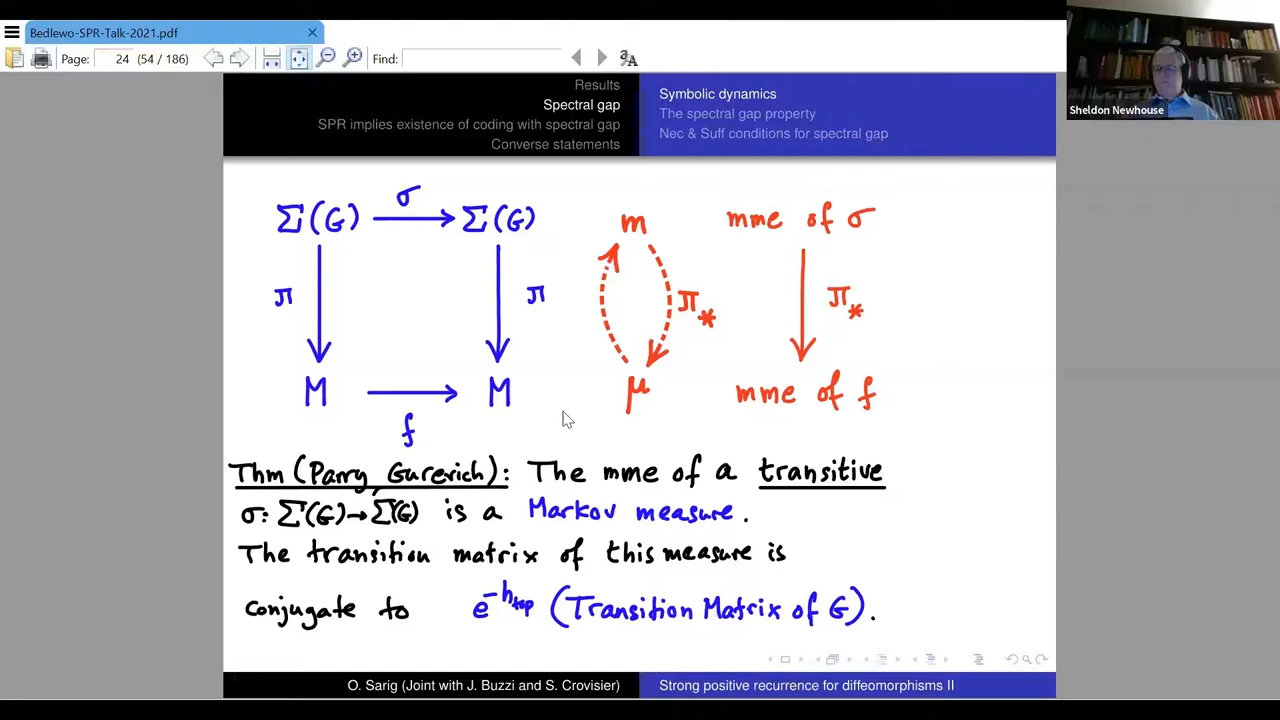 Bedlewo-SPR-Talk-2021.pdf
Page: 24 (54 / 186) Find:
Sheldon Newhouse
Results
Spectral gap
SPR implies existence of coding with spectral gap
Converse statements
Symbolic dynamics
The spectral gap property
Nec & Suff conditions for spectral gap
Σ(G) σ Σ(G) m mme of σ
π π π* π*
M f M μ mme of f
Thm (Parry, Gurevich): The mme of a transitive
σ: Σ(G)→Σ(G) is a Markov measure.
The transition matrix of this measure is
conjugate to e^-h_top (Transition Matrix of G).
O. Sarig (Joint with J. Buzzi and S. Crovisier)
Strong positive recurrence for diffeomorphisms II